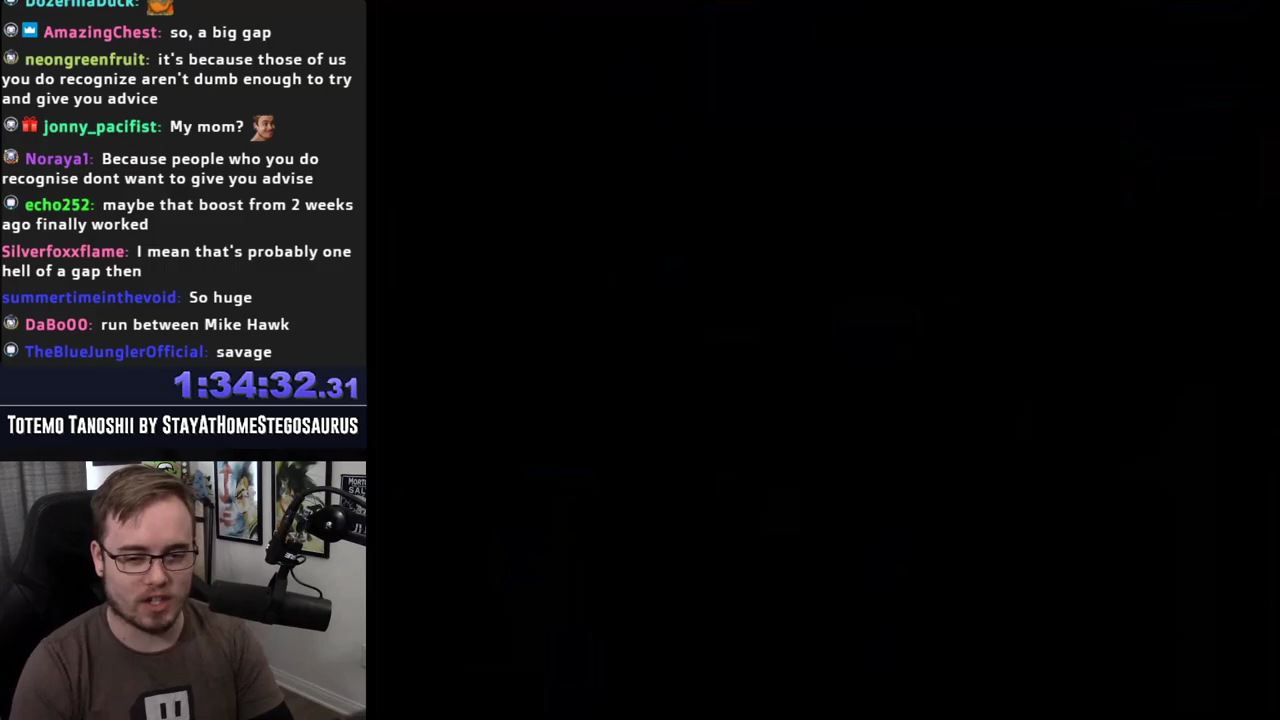 DozerMaDuck:
AmazingChest: so, a big gap
neongreenfruit: it's because those of us
you do recognize aren't dumb enough to try
and give you advice
jonny_pacifist: My mom?
Noraya1: Because people who you do
recognise dont want to give you advise
echo252: maybe that boost from 2 weeks
ago finally worked
Silverfoxxflame: I mean that's probably one
hell of a gap then
summertimeinthevoid: So huge
DaBo00: run between Mike Hawk
TheBlueJunglerOfficial: savage
1:34:32.31
Totemo Tanoshii by StayAtHomeStegosaurus